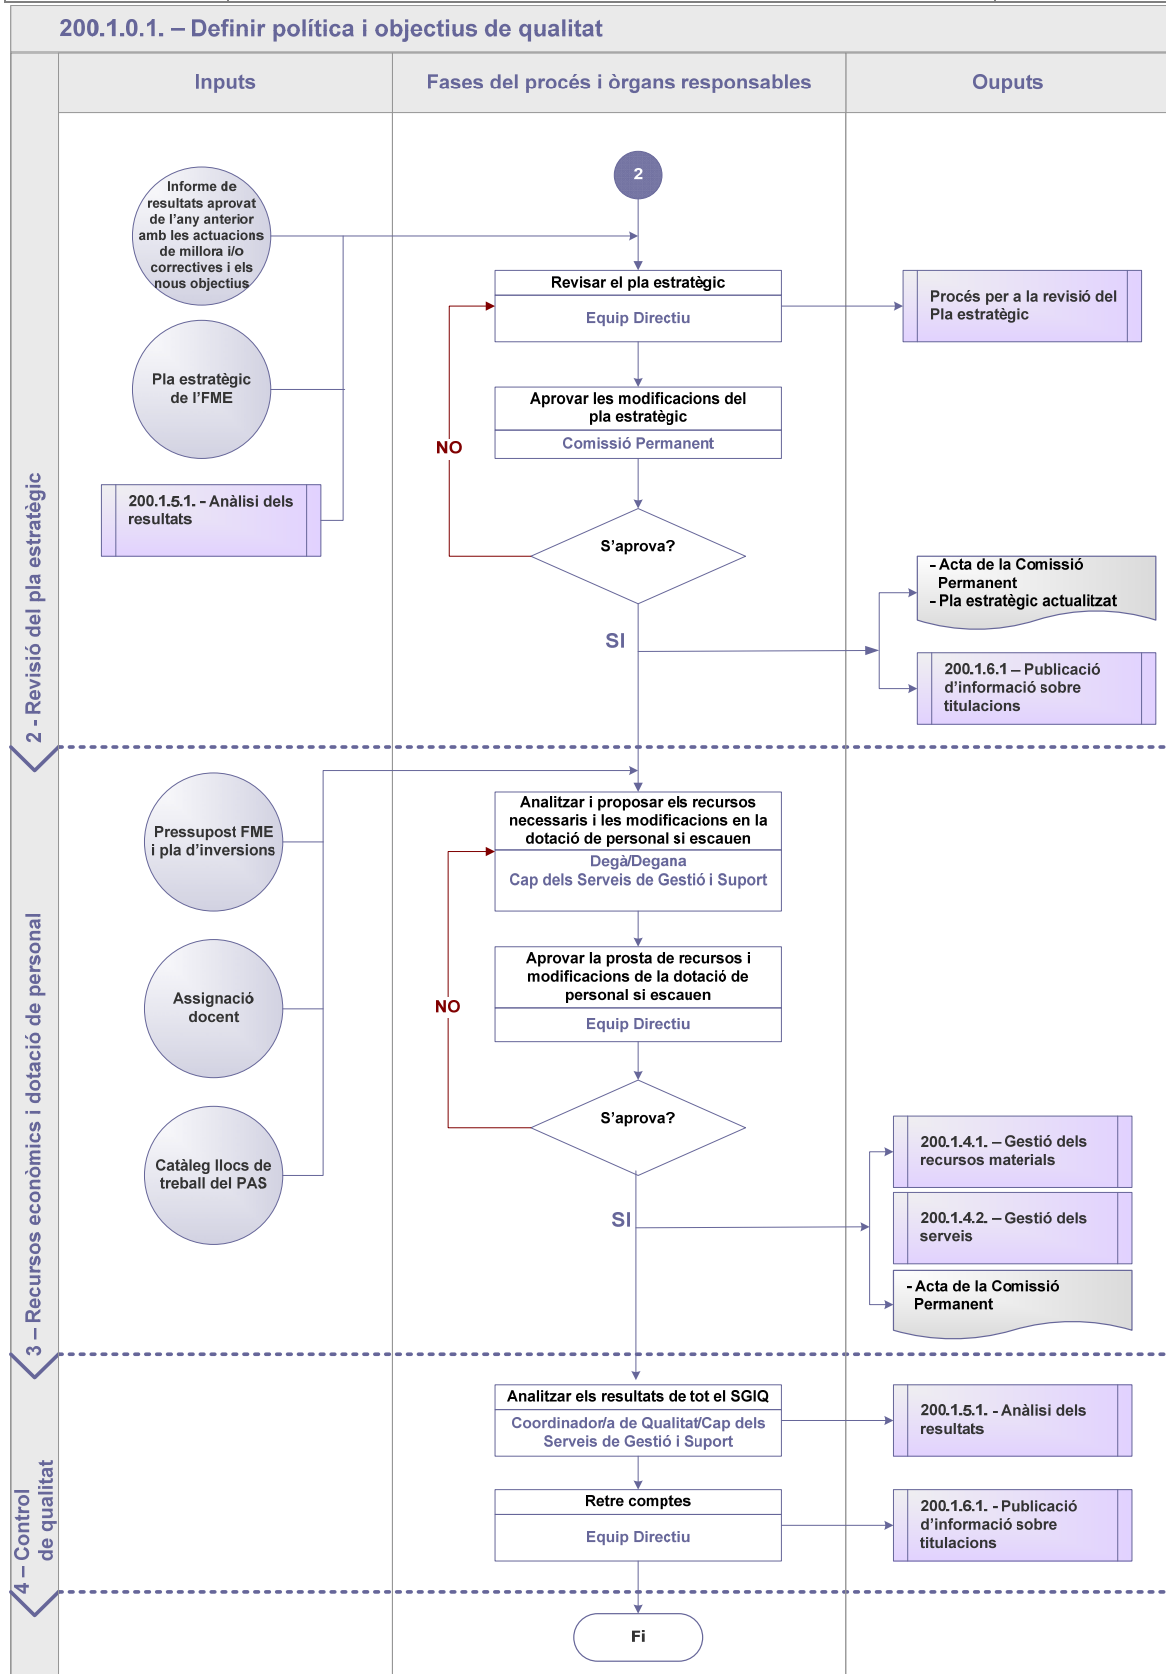 200.1.0.1. – Definir política i objectius de qualitat
Inputs
Fases del procés i òrgans responsables
Ouputs
2 - Revisió del pla estratègic
2
Informe de
resultats aprovat
de l'any anterior
amb les actuacions
de millora i/o
correctives i els
nous objectius
Revisar el pla estratègic
Equip Directiu
Procés per a la revisió del
Pla estratègic
Pla estratègic
de l'FME
Aprovar les modificacions del
pla estratègic
Comissió Permanent
NO
200.1.5.1. - Anàlisi dels
resultats
S'aprova?
- Acta de la Comissió
Permanent
- Pla estratègic actualitzat
SI
200.1.6.1 – Publicació
d'informació sobre
titulacions
3 – Recursos econòmics i dotació de personal
Pressupost FME
i pla d'inversions
Analitzar i proposar els recursos
necessaris i les modificacions en la
dotació de personal si escauen
Degà/Degana
Cap dels Serveis de Gestió i Suport
Assignació
docent
Aprovar la prosta de recursos i
modificacions de la dotació de
personal si escauen
Equip Directiu
NO
S'aprova?
Catàleg llocs de
treball del PAS
200.1.4.1. – Gestió dels
recursos materials
SI
200.1.4.2. – Gestió dels
serveis
- Acta de la Comissió
Permanent
4 – Control
de qualitat
Analitzar els resultats de tot el SGIQ
Coordinador/a de Qualitat/Cap dels
Serveis de Gestió i Suport
200.1.5.1. - Anàlisi dels
resultats
Retre comptes
Equip Directiu
200.1.6.1. - Publicació
d'informació sobre
titulacions
Fi